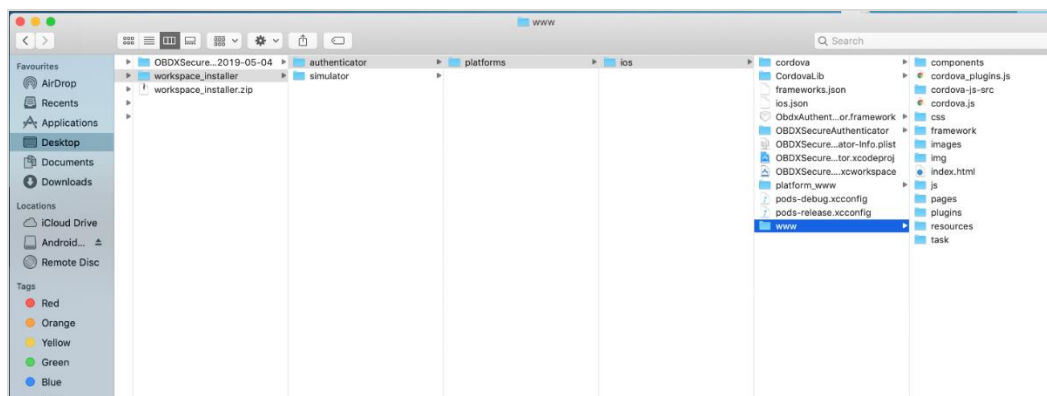 www
Search
Favourites
AirDrop
Recents
Applications
Desktop
Documents
Downloads
Locations
iCloud Drive
Android...
Remote Disc
Tags
Red
Orange
Yellow
Green
Blue
OBDXSecure...2019-05-04
workspace_installer
workspace_installer.zip
authenticator
simulator
platforms
ios
cordova
CordovaLib
frameworks.json
ios.json
ObdxAuthent...or.framework
OBDXSecureAuthenticator
OBDXSecure...ator-Info.plist
OBDXSecure...tor.xcodeproj
OBDXSecure....xcworkspace
platform_www
pods-debug.xcconfig
pods-release.xcconfig
www
components
cordova_plugins.js
cordova-js-src
cordova.js
css
framework
images
img
index.html
js
pages
plugins
resources
task